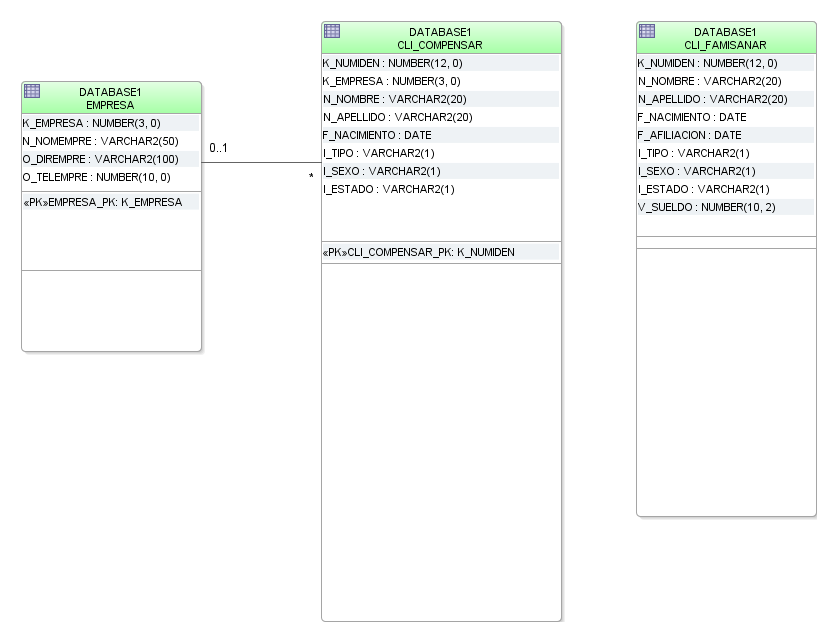 DATABASE1
EMPRESA
K_EMPRESA : NUMBER(3, 0)
N_NOMEMPRE : VARCHAR2(50)
O_DIREMPRE : VARCHAR2(100)
O_TELEMPRE : NUMBER(10, 0)
«PK»EMPRESA_PK: K_EMPRESA
0..1
*
DATABASE1
CLI_COMPENSAR
K_NUMIDEN : NUMBER(12, 0)
K_EMPRESA : NUMBER(3, 0)
N_NOMBRE : VARCHAR2(20)
N_APELLIDO : VARCHAR2(20)
F_NACIMIENTO : DATE
I_TIPO : VARCHAR2(1)
I_SEXO : VARCHAR2(1)
I_ESTADO : VARCHAR2(1)
«PK»CLI_COMPENSAR_PK: K_NUMIDEN
DATABASE1
CLI_FAMISANAR
K_NUMIDEN : NUMBER(12, 0)
N_NOMBRE : VARCHAR2(20)
N_APELLIDO : VARCHAR2(20)
F_NACIMIENTO : DATE
F_AFILIACION : DATE
I_TIPO : VARCHAR2(1)
I_SEXO : VARCHAR2(1)
I_ESTADO : VARCHAR2(1)
V_SUELDO : NUMBER(10, 2)